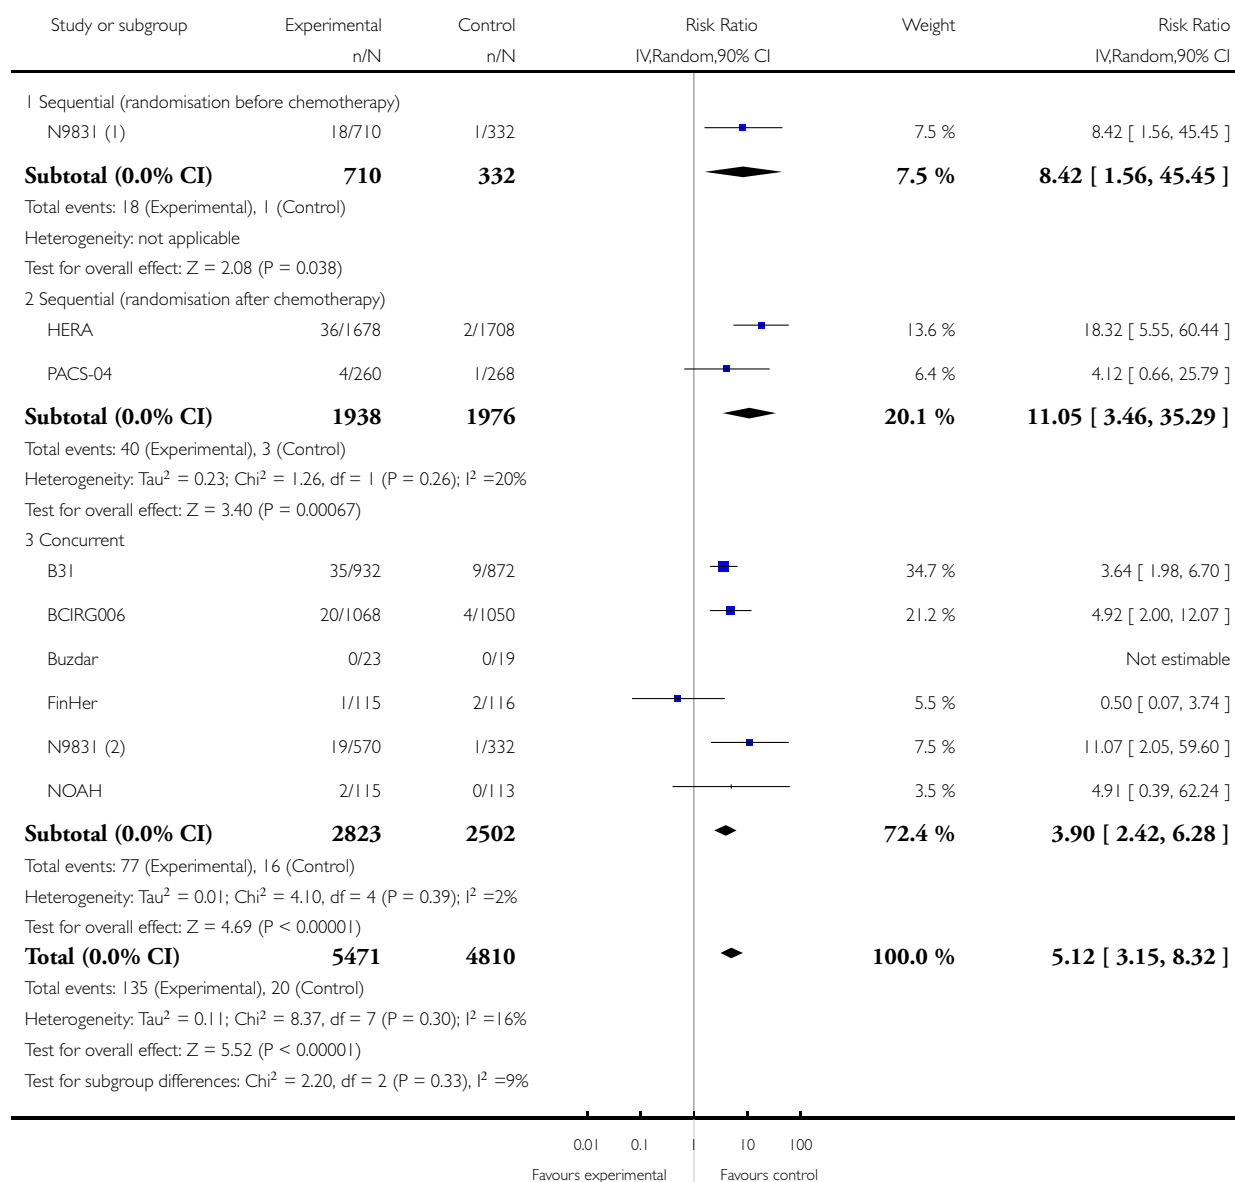 Study or subgroup Experimental Control Risk Ratio Weight Risk Ratio
n/N n/N IV,Random,90% CI IV,Random,90% CI
1 Sequential (randomisation before chemotherapy)
N9831 (1) 18/710 1/332 7.5 % 8.42 [ 1.56, 45.45 ]
Subtotal (0.0% CI) 710 332 7.5 % 8.42 [ 1.56, 45.45 ]
Total events: 18 (Experimental), 1 (Control)
Heterogeneity: not applicable
Test for overall effect: Z = 2.08 (P = 0.038)
2 Sequential (randomisation after chemotherapy)
HERA 36/1678 2/1708 13.6 % 18.32 [ 5.55, 60.44 ]
PACS-04 4/260 1/268 6.4 % 4.12 [ 0.66, 25.79 ]
Subtotal (0.0% CI) 1938 1976 20.1 % 11.05 [ 3.46, 35.29 ]
Total events: 40 (Experimental), 3 (Control)
Heterogeneity: Tau² = 0.23; Chi² = 1.26, df = 1 (P = 0.26); I² =20%
Test for overall effect: Z = 3.40 (P = 0.00067)
3 Concurrent
B31 35/932 9/872 34.7 % 3.64 [ 1.98, 6.70 ]
BCIRG006 20/1068 4/1050 21.2 % 4.92 [ 2.00, 12.07 ]
Buzdar 0/23 0/19 Not estimable
FinHer 1/115 2/116 5.5 % 0.50 [ 0.07, 3.74 ]
N9831 (2) 19/570 1/332 7.5 % 11.07 [ 2.05, 59.60 ]
NOAH 2/115 0/113 3.5 % 4.91 [ 0.39, 62.24 ]
Subtotal (0.0% CI) 2823 2502 72.4 % 3.90 [ 2.42, 6.28 ]
Total events: 77 (Experimental), 16 (Control)
Heterogeneity: Tau² = 0.01; Chi² = 4.10, df = 4 (P = 0.39); I² =2%
Test for overall effect: Z = 4.69 (P < 0.00001)
Total (0.0% CI) 5471 4810 100.0 % 5.12 [ 3.15, 8.32 ]
Total events: 135 (Experimental), 20 (Control)
Heterogeneity: Tau² = 0.11; Chi² = 8.37, df = 7 (P = 0.30); I² =16%
Test for overall effect: Z = 5.52 (P < 0.00001)
Test for subgroup differences: Chi² = 2.20, df = 2 (P = 0.33), I² =9%
0.01 0.1 1 10 100
Favours experimental Favours control